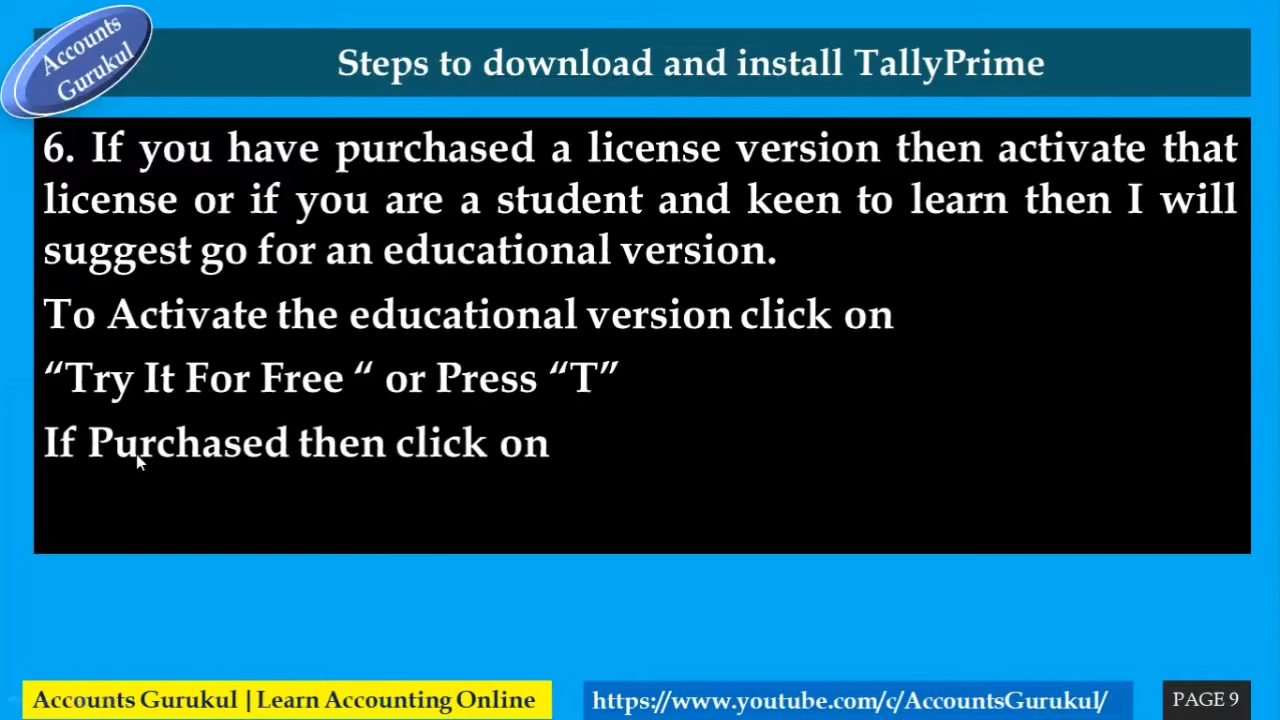 Accounts
Gurukul
Steps to download and install TallyPrime
6. If you have purchased a license version then activate that
license or if you are a student and keen to learn then I will
suggest go for an educational version.
To Activate the educational version click on
“Try It For Free “ or Press “T”
If Purchased then click on
Accounts Gurukul | Learn Accounting Online
https://www.youtube.com/c/AccountsGurukul/
PAGE 9